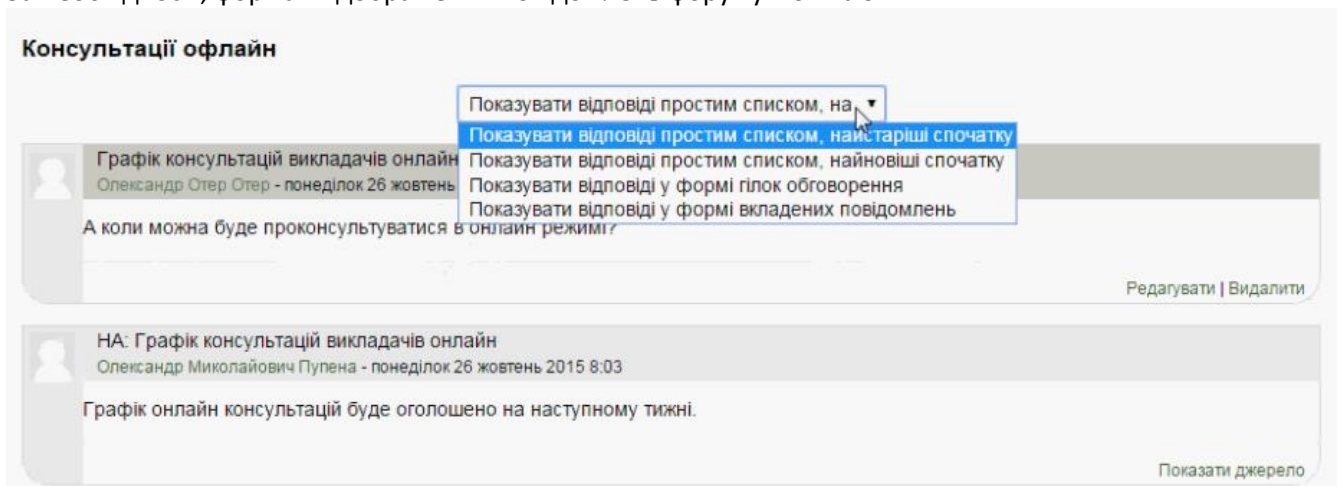 Консультації офлайн
Показувати відповіді простим списком, на
Показувати відповіді простим списком, найстаріші спочатку
Показувати відповіді простим списком, найновіші спочатку
Показувати відповіді у формі гілок обговорення
Показувати відповіді у формі вкладених повідомлень
Графік консультацій викладачів онлайн
Олександр Отер Отер - понеділок 26 жовтень
А коли можна буде проконсультуватися в онлайн режимі?
Редагувати | Видалити
НА: Графік консультацій викладачів онлайн
Олександр Миколайович Пупена - понеділок 26 жовтень 2015 8:03
Графік онлайн консультацій буде оголошено на наступному тижні.
Показати джерело